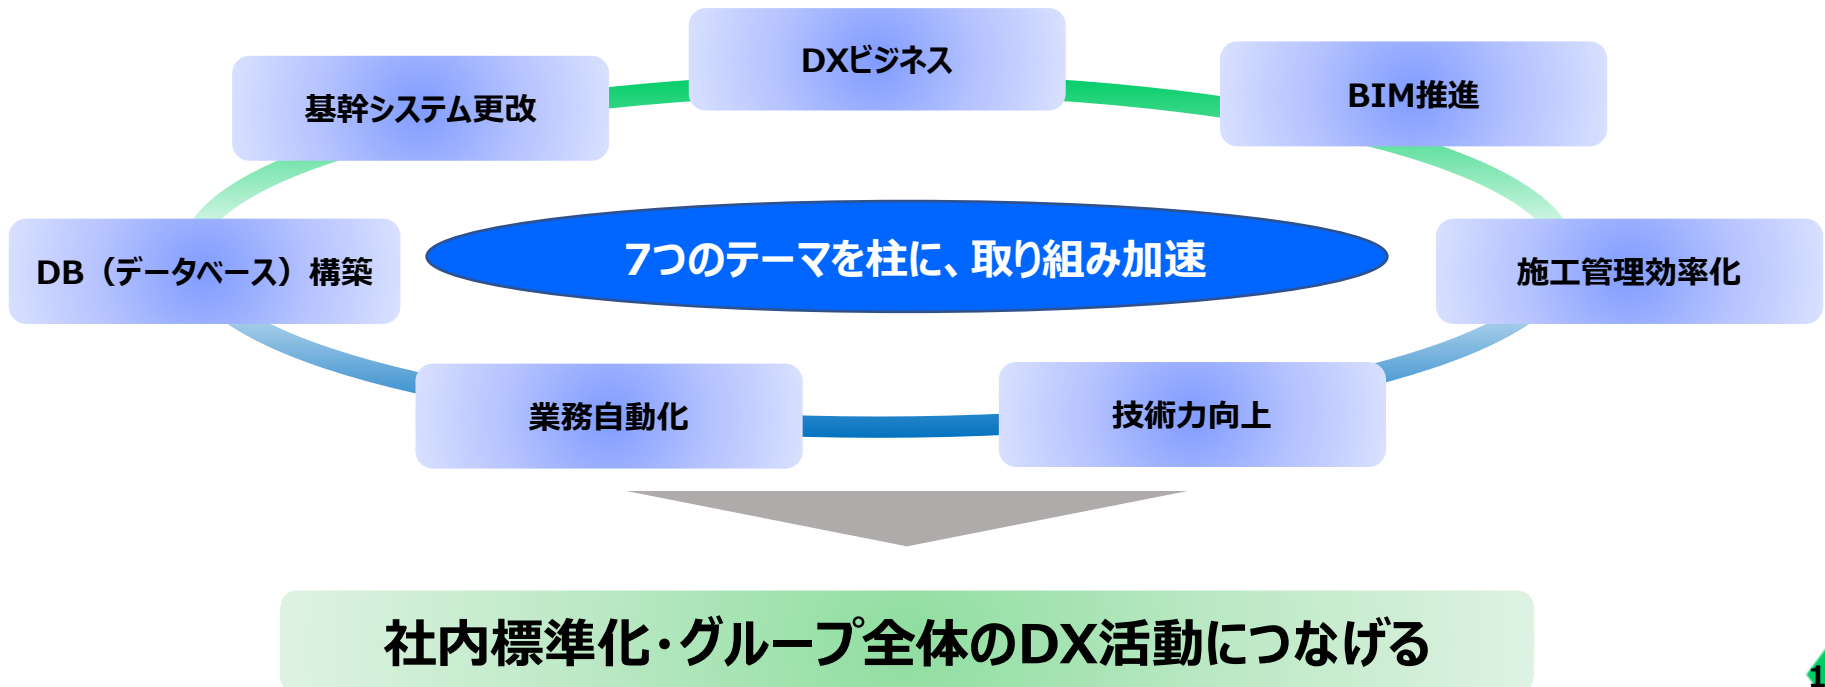 DXビジネス
基幹システム更改
BIM推進
DB（データベース）構築
7つのテーマを柱に、取り組み加速
施工管理効率化
業務自動化
技術力向上
社内標準化・グループ全体のDX活動につなげる
1